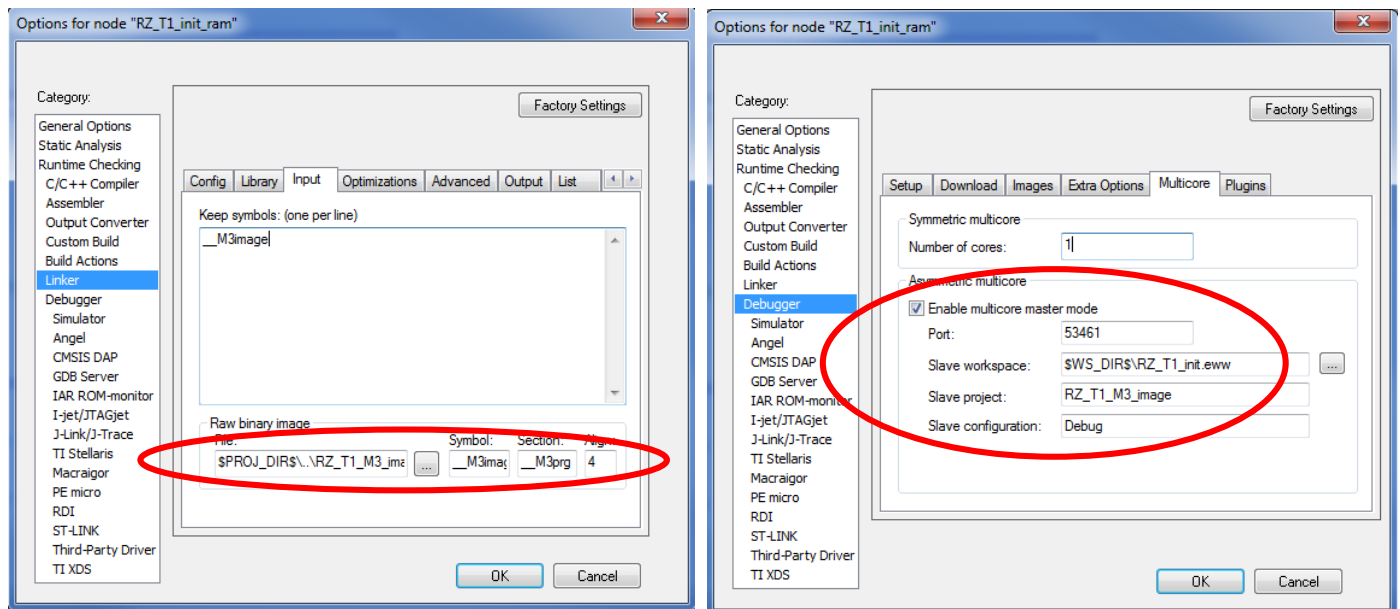 Options for node "RZ_T1_init_ram"
Category:
Factory Settings
General Options
Static Analysis
Runtime Checking
C/C++ Compiler
Assembler
Output Converter
Custom Build
Build Actions
Linker
Debugger
Simulator
Angel
CMSIS DAP
GDB Server
IAR ROM-monitor
I-jet/JTAGjet
J-Link/J-Trace
TI Stellaris
Macraigor
PE micro
RDI
ST-LINK
Third-Party Driver
TI XDS
Config Library Input Optimizations Advanced Output List
Keep symbols: (one per line)
__M3image
Raw binary image
File: Symbol: Section: Align:
$PROJ_DIR$\..\RZ_T1_M3_ima ... __M3imag __M3prg 4
OK Cancel
Options for node "RZ_T1_init_ram"
Category:
Factory Settings
General Options
Static Analysis
Runtime Checking
C/C++ Compiler
Assembler
Output Converter
Custom Build
Build Actions
Linker
Debugger
Simulator
Angel
CMSIS DAP
GDB Server
IAR ROM-monitor
I-jet/JTAGjet
J-Link/J-Trace
TI Stellaris
Macraigor
PE micro
RDI
ST-LINK
Third-Party Driver
TI XDS
Setup Download Images Extra Options Multicore Plugins
Symmetric multicore
Number of cores: 1
Asymmetric multicore
Enable multicore master mode
Port: 53461
Slave workspace: $WS_DIR$\RZ_T1_init.eww ...
Slave project: RZ_T1_M3_image
Slave configuration: Debug
OK Cancel